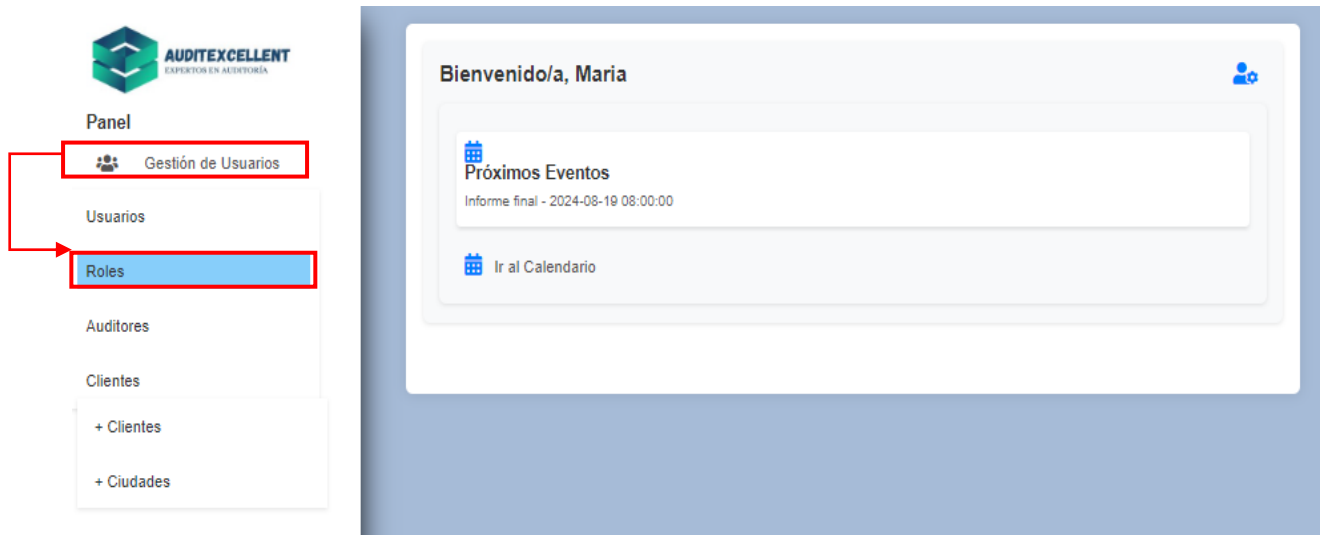 AUDITEXCELLENT
EXPERTOS EN AUDITORÍA
Panel
Gestión de Usuarios
Usuarios
Roles
Auditores
Clientes
+ Clientes
+ Ciudades
Bienvenido/a, Maria
Próximos Eventos
Informe final - 2024-08-19 08:00:00
Ir al Calendario